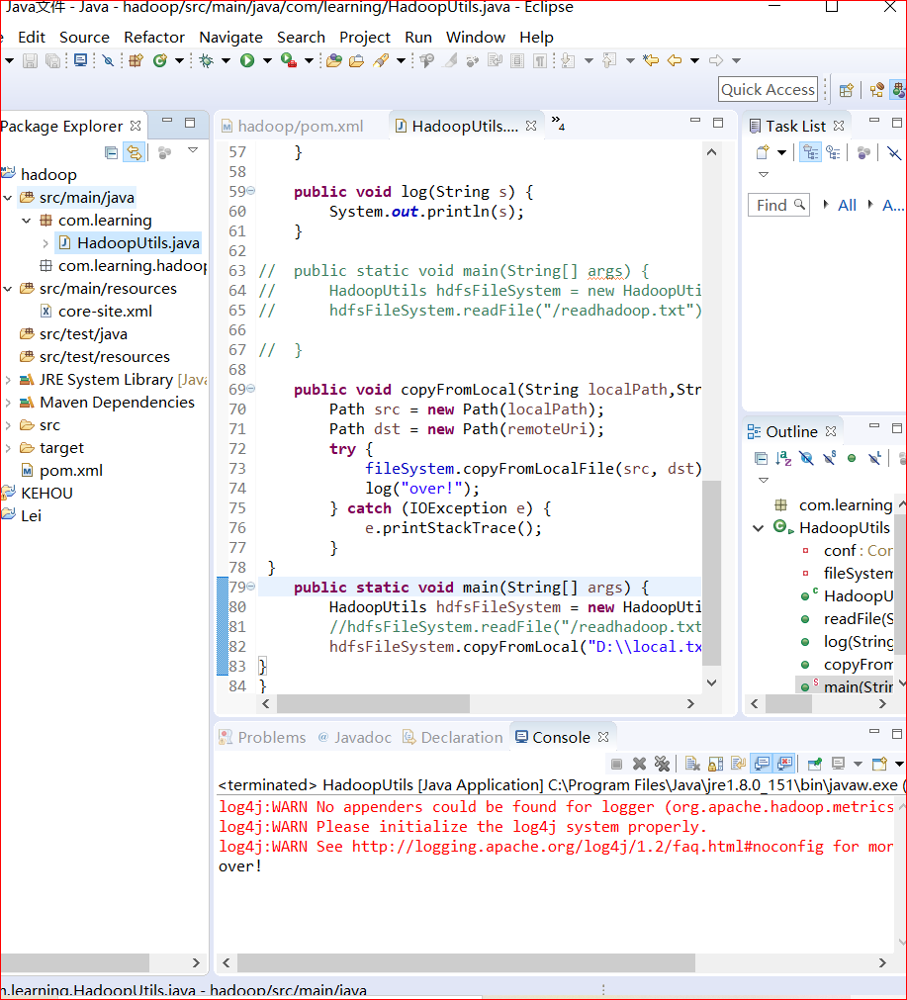 Java文件 - Java - hadoop/src/main/java/com/learning/HadoopUtils.java - Eclipse
Edit Source Refactor Navigate Search Project Run Window Help
Quick Access
Package Explorer
hadoop
src/main/java
com.learning
HadoopUtils.java
com.learning.hadoop
src/main/resources
core-site.xml
src/test/java
src/test/resources
JRE System Library [Java
Maven Dependencies
src
target
pom.xml
KEHOU
Lei
hadoop/pom.xml HadoopUtils.... »4
57 }
58
59 public void log(String s) {
60 System.out.println(s);
61 }
62
63 // public static void main(String[] args) {
64 // HadoopUtils hdfsFileSystem = new HadoopUti
65 // hdfsFileSystem.readFile("/readhadoop.txt")
66
67 // }
68
69 public void copyFromLocal(String localPath,Str
70 Path src = new Path(localPath);
71 Path dst = new Path(remoteUri);
72 try {
73 fileSystem.copyFromLocalFile(src, dst)
74 log("over!");
75 } catch (IOException e) {
76 e.printStackTrace();
77 }
78 }
79 public static void main(String[] args) {
80 HadoopUtils hdfsFileSystem = new HadoopUti
81 //hdfsFileSystem.readFile("/readhadoop.txt
82 hdfsFileSystem.copyFromLocal("D:\\local.tx
83 }
84 }
Task List
Find All A...
Outline
com.learning
HadoopUtils
conf : Cor
fileSystem
HadoopU
readFile(S
log(String
copyFrom
main(Strin
Problems @ Javadoc Declaration Console
<terminated> HadoopUtils [Java Application] C:\Program Files\Java\jre1.8.0_151\bin\javaw.exe (
log4j:WARN No appenders could be found for logger (org.apache.hadoop.metrics
log4j:WARN Please initialize the log4j system properly.
log4j:WARN See http://logging.apache.org/log4j/1.2/faq.html#noconfig for mor
over!
n.learning.HadoopUtils.java - hadoop/src/main/java